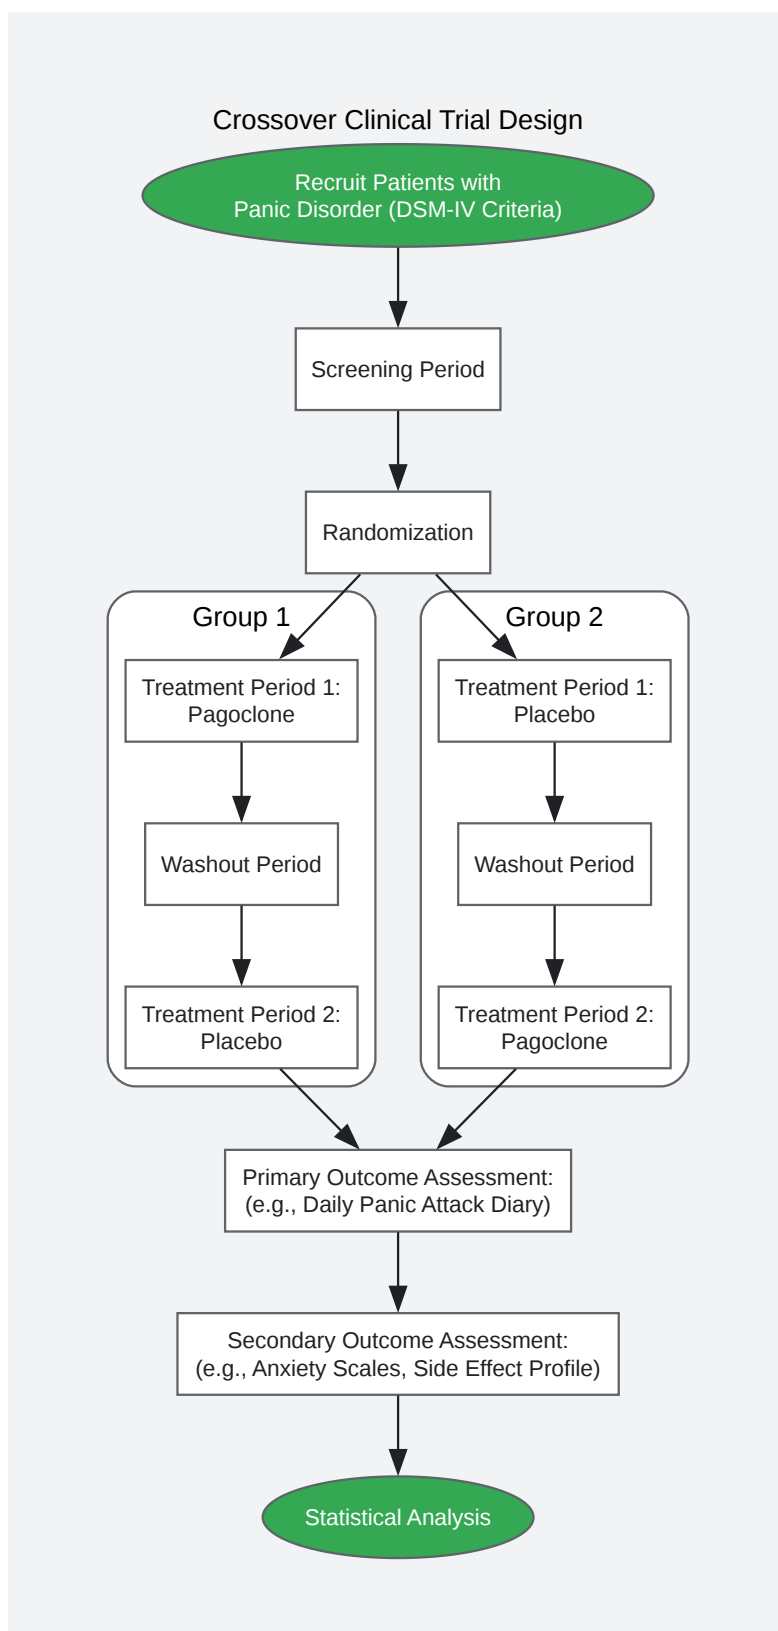 Crossover Clinical Trial Design
Recruit Patients with
Panic Disorder (DSM-IV Criteria)
Screening Period
Randomization
Group 1
Treatment Period 1:
Pagoclone
Washout Period
Treatment Period 2:
Placebo
Group 2
Treatment Period 1:
Placebo
Washout Period
Treatment Period 2:
Pagoclone
Primary Outcome Assessment:
(e.g., Daily Panic Attack Diary)
Secondary Outcome Assessment:
(e.g., Anxiety Scales, Side Effect Profile)
Statistical Analysis